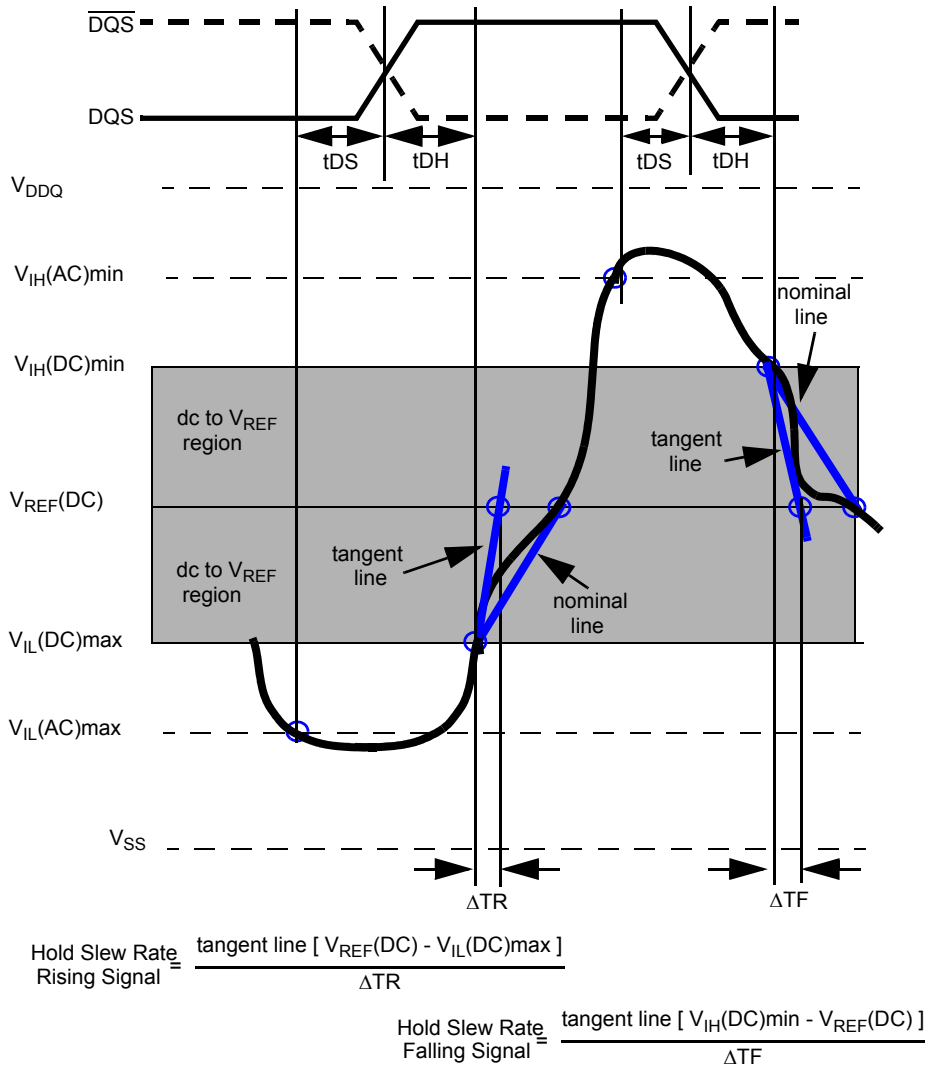 DQS
DQS
tDS
tDH
tDS
tDH
VDDQ
VIH(AC)min
nominal
line
VIH(DC)min
dc to VREF
region
tangent
line
VREF(DC)
tangent
line
dc to VREF
region
nominal
line
VIL(DC)max
VIL(AC)max
VSS
ΔTR
ΔTF
Hold Slew Rate
Rising Signal
=
tangent line [ VREF(DC) - VIL(DC)max ]
ΔTR
Hold Slew Rate
Falling Signal
=
tangent line [ VIH(DC)min - VREF(DC) ]
ΔTF